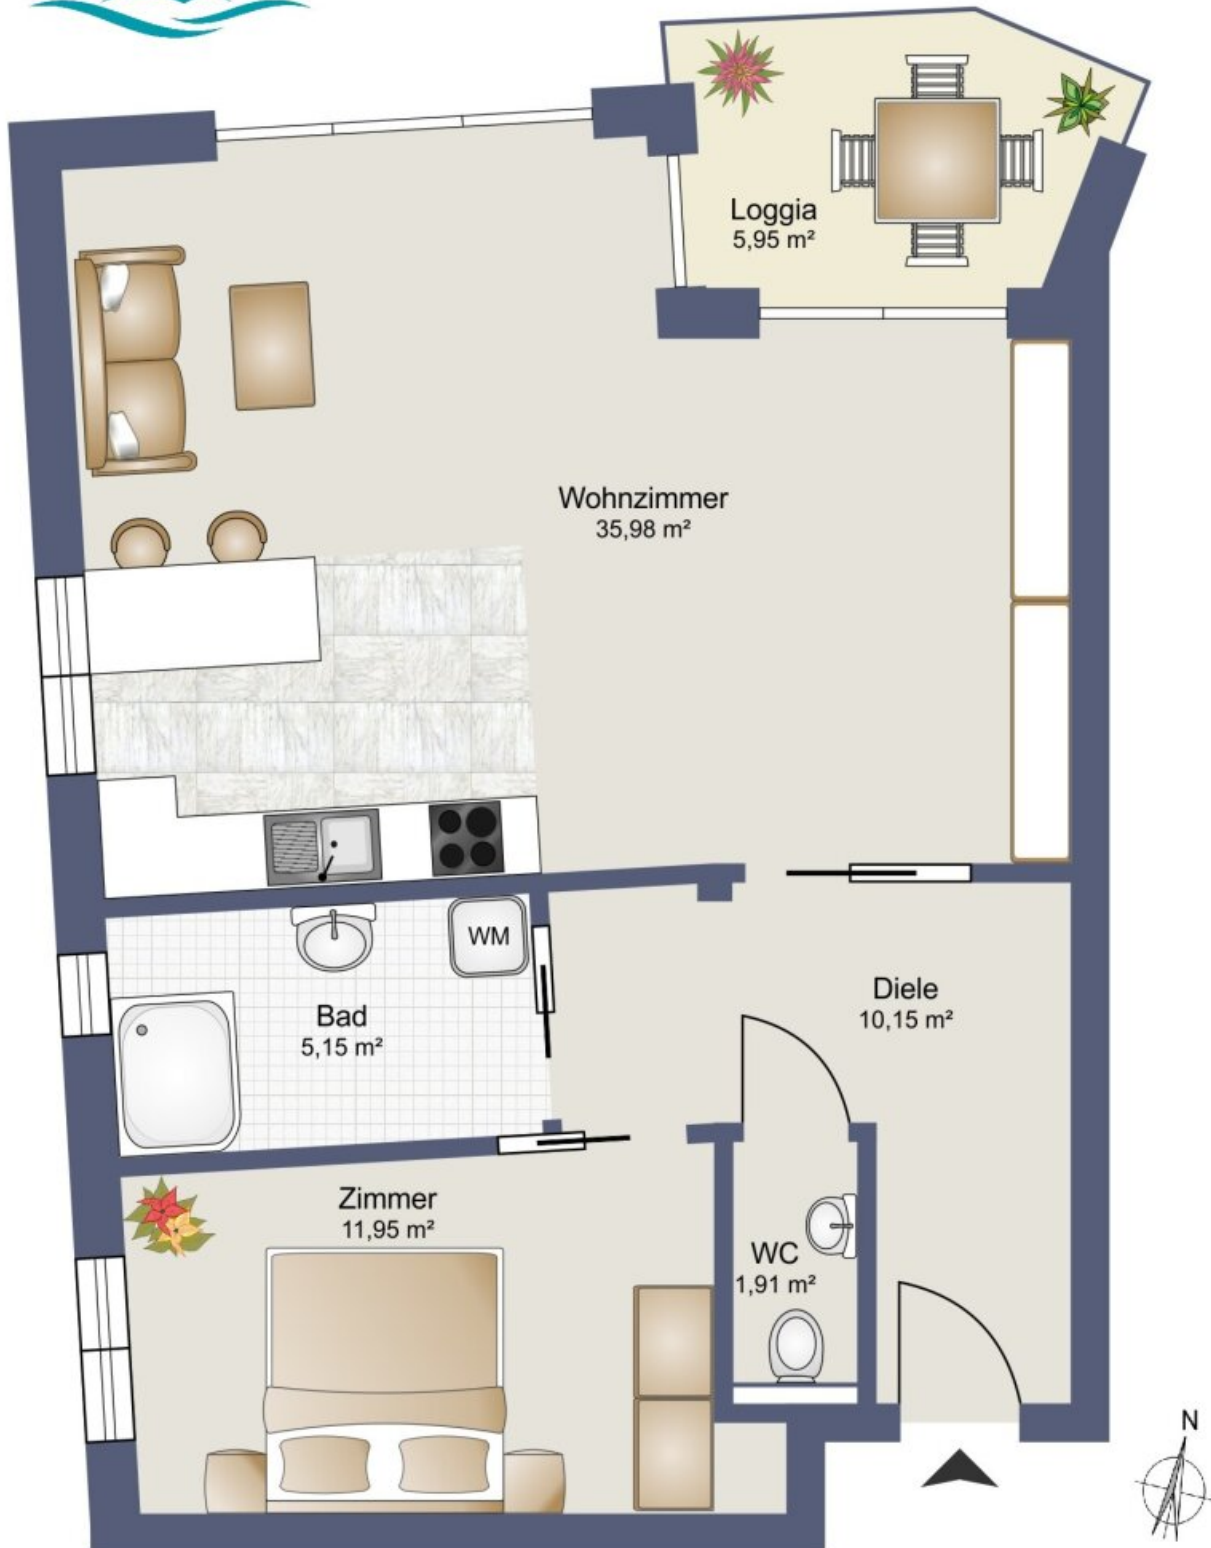 Loggia
5,95 m²
Wohnzimmer
35,98 m²
WM
Bad
5,15 m²
Diele
10,15 m²
Zimmer
11,95 m²
WC
1,91 m²
N